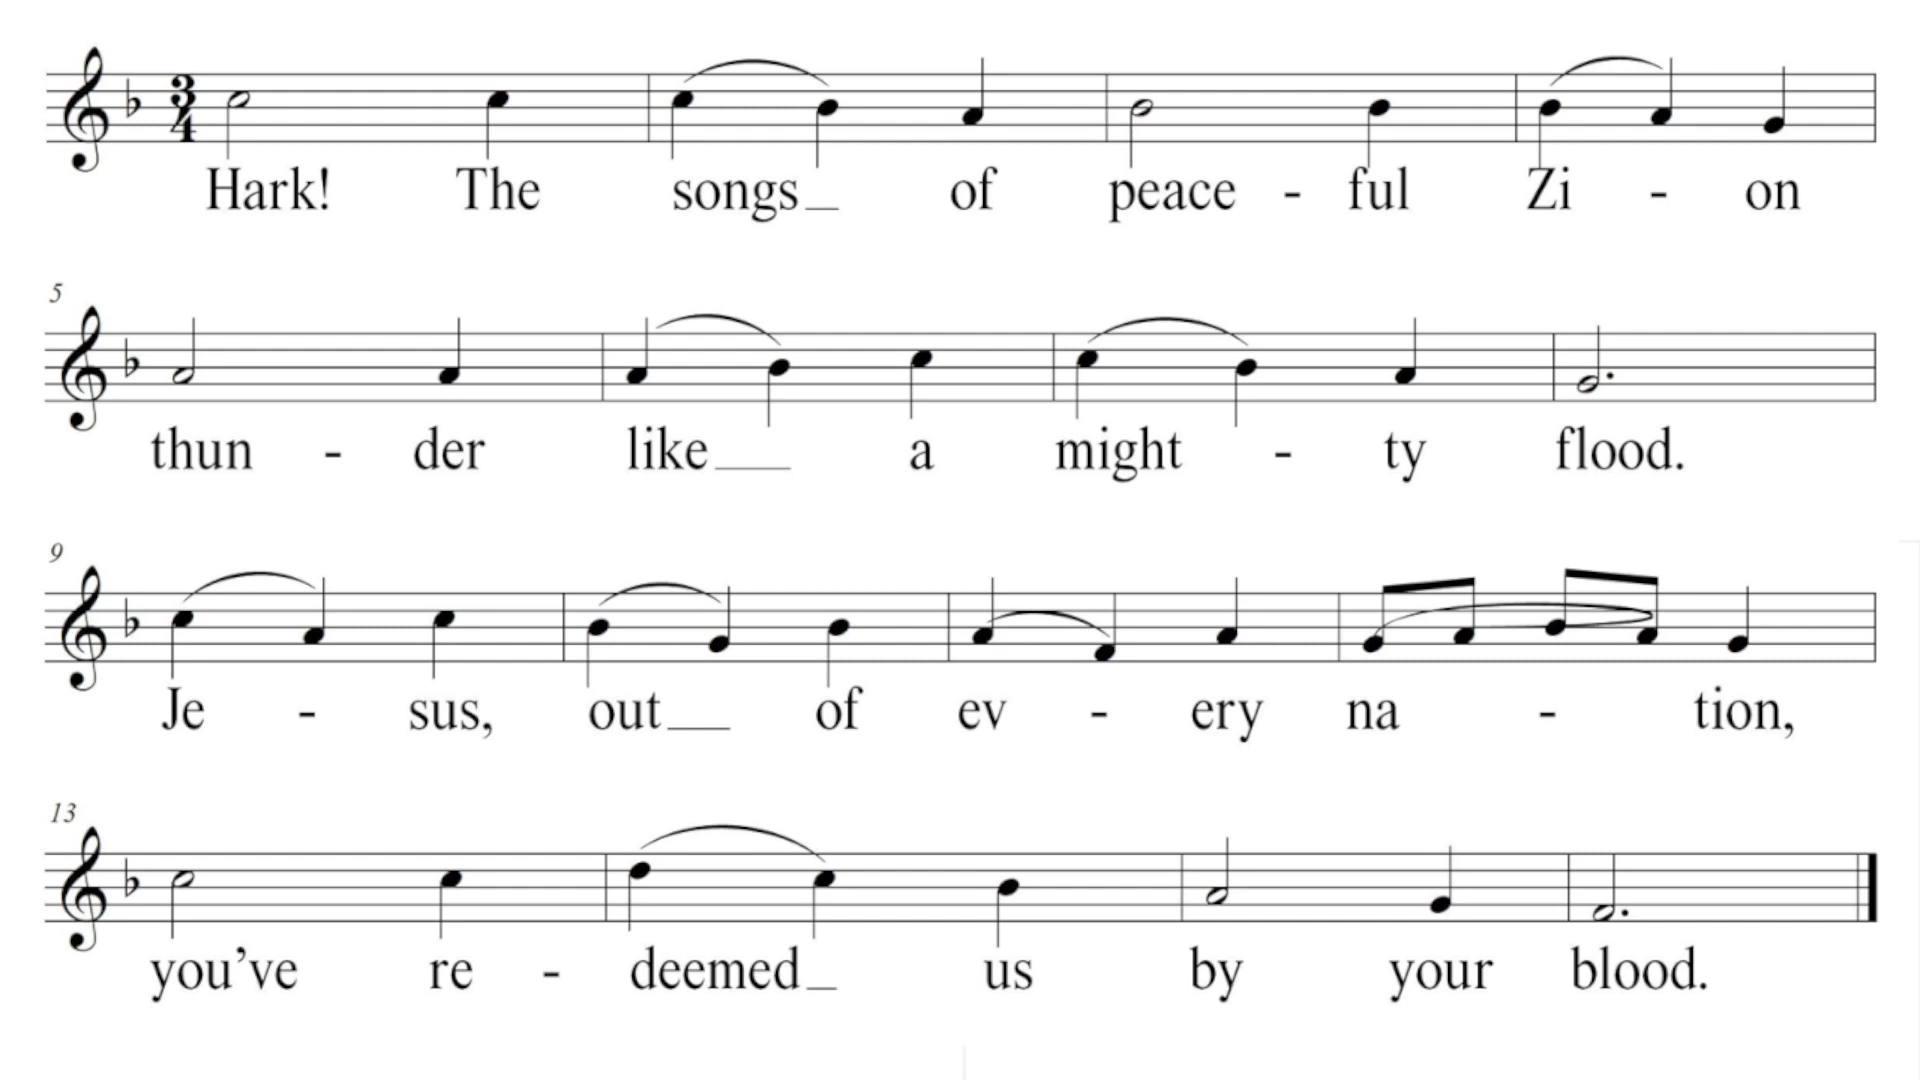 3
4
Hark! The songs_ of peace - ful Zi - on
5
thun - der like__ a might - ty flood.
9
Je - sus, out__ of ev - ery na - tion,
13
you've re - deemed_ us by your blood.